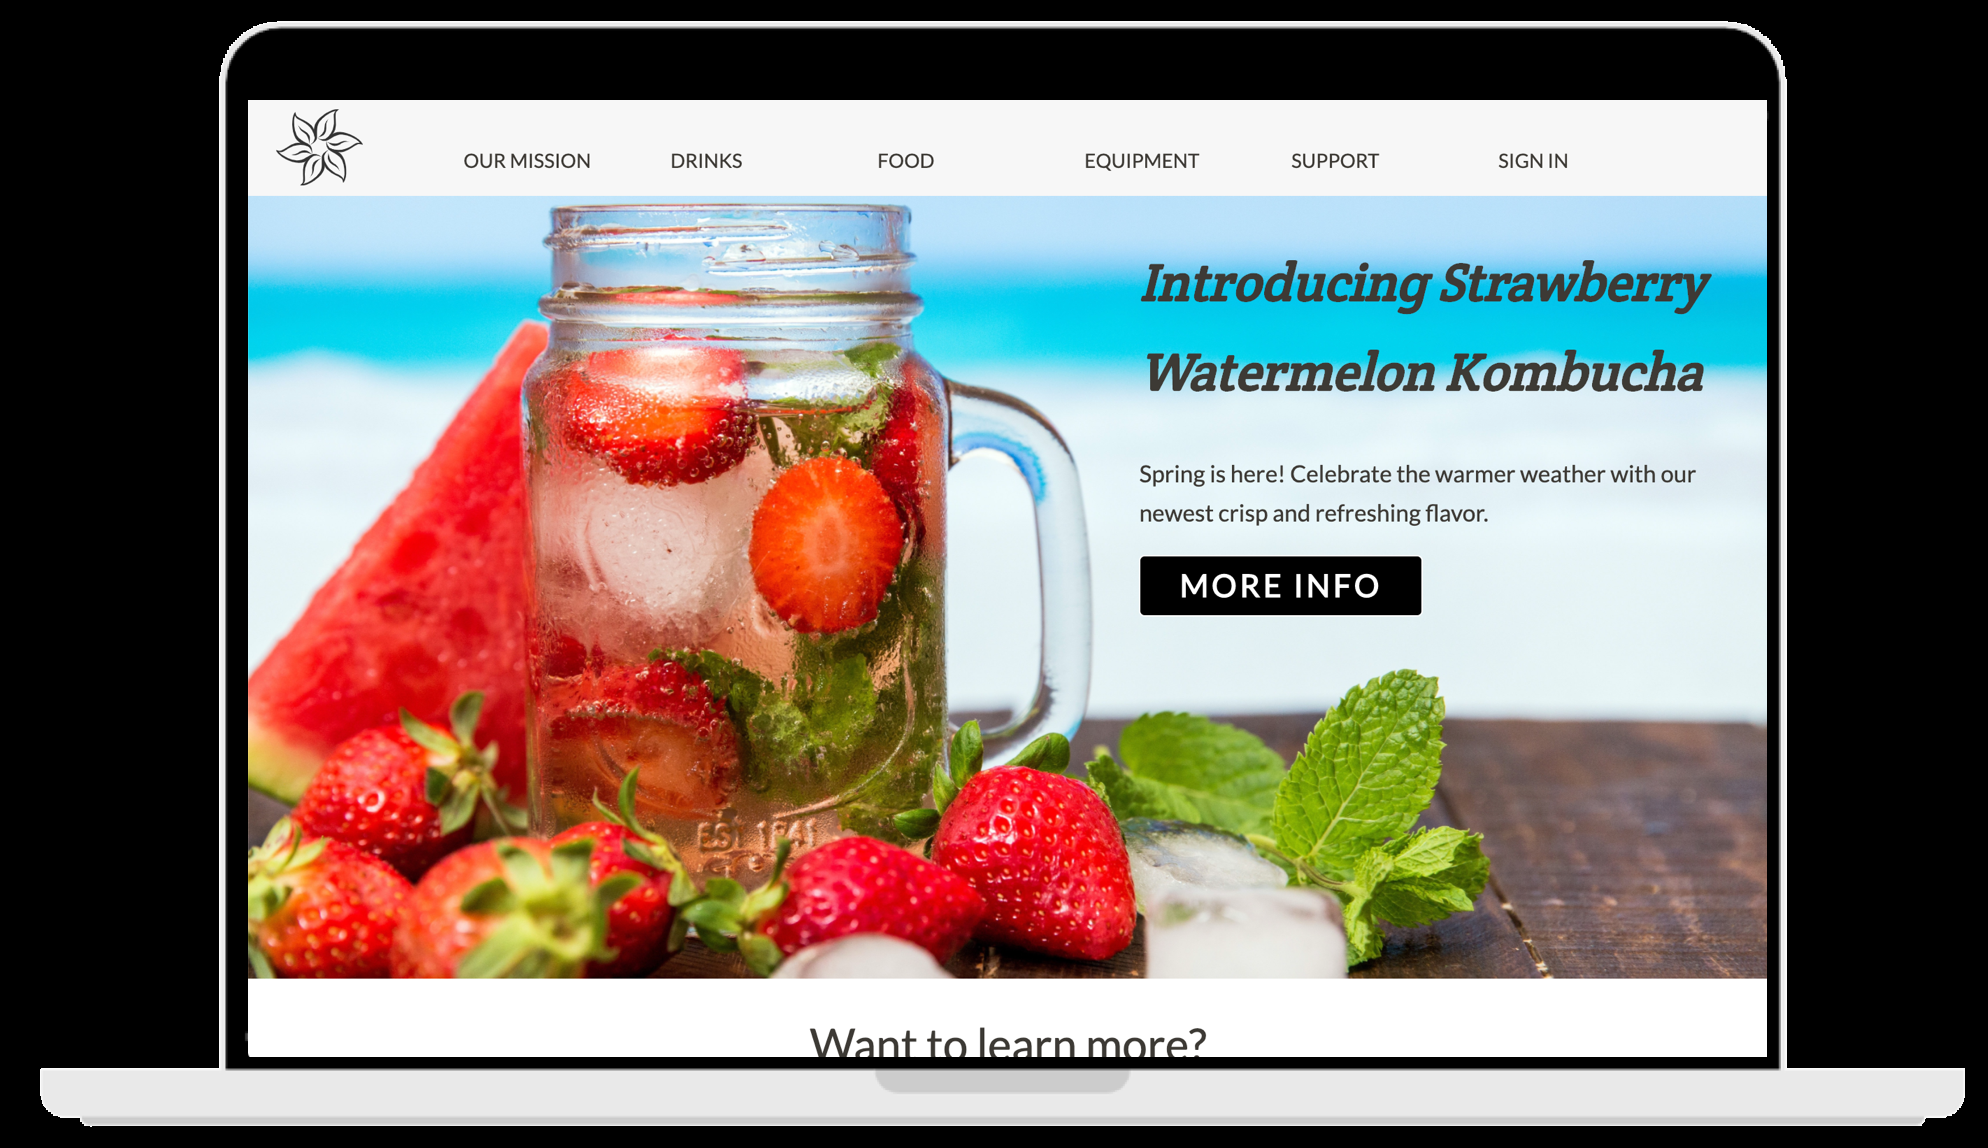 OUR MISSION DRINKS FOOD EQUIPMENT SUPPORT SIGN IN
Introducing Strawberry
Watermelon Kombucha
Spring is here! Celebrate the warmer weather with our
newest crisp and refreshing flavor.
MORE INFO
Want to learn more?